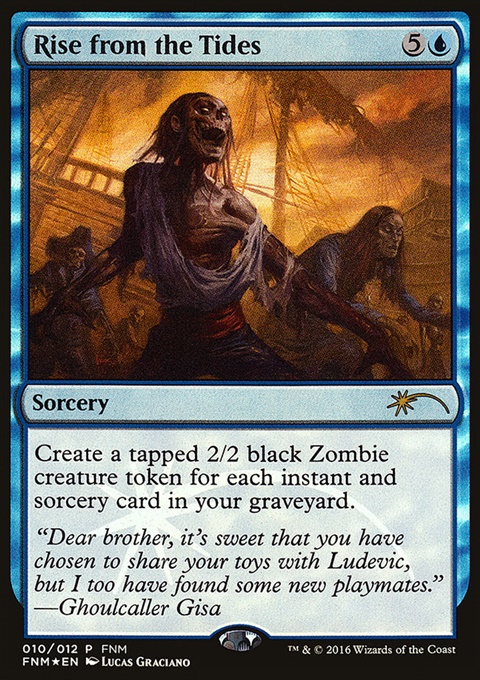 Rise from the Tides 5
Sorcery
Create a tapped 2/2 black Zombie
creature token for each instant and
sorcery card in your graveyard.
“Dear brother, it’s sweet that you have
chosen to share your toys with Ludevic,
but I too have found some new playmates.”
—Ghoulcaller Gisa
010/012 P FNM
FNM★EN Lucas Graciano
™ & © 2016 Wizards of the Coast